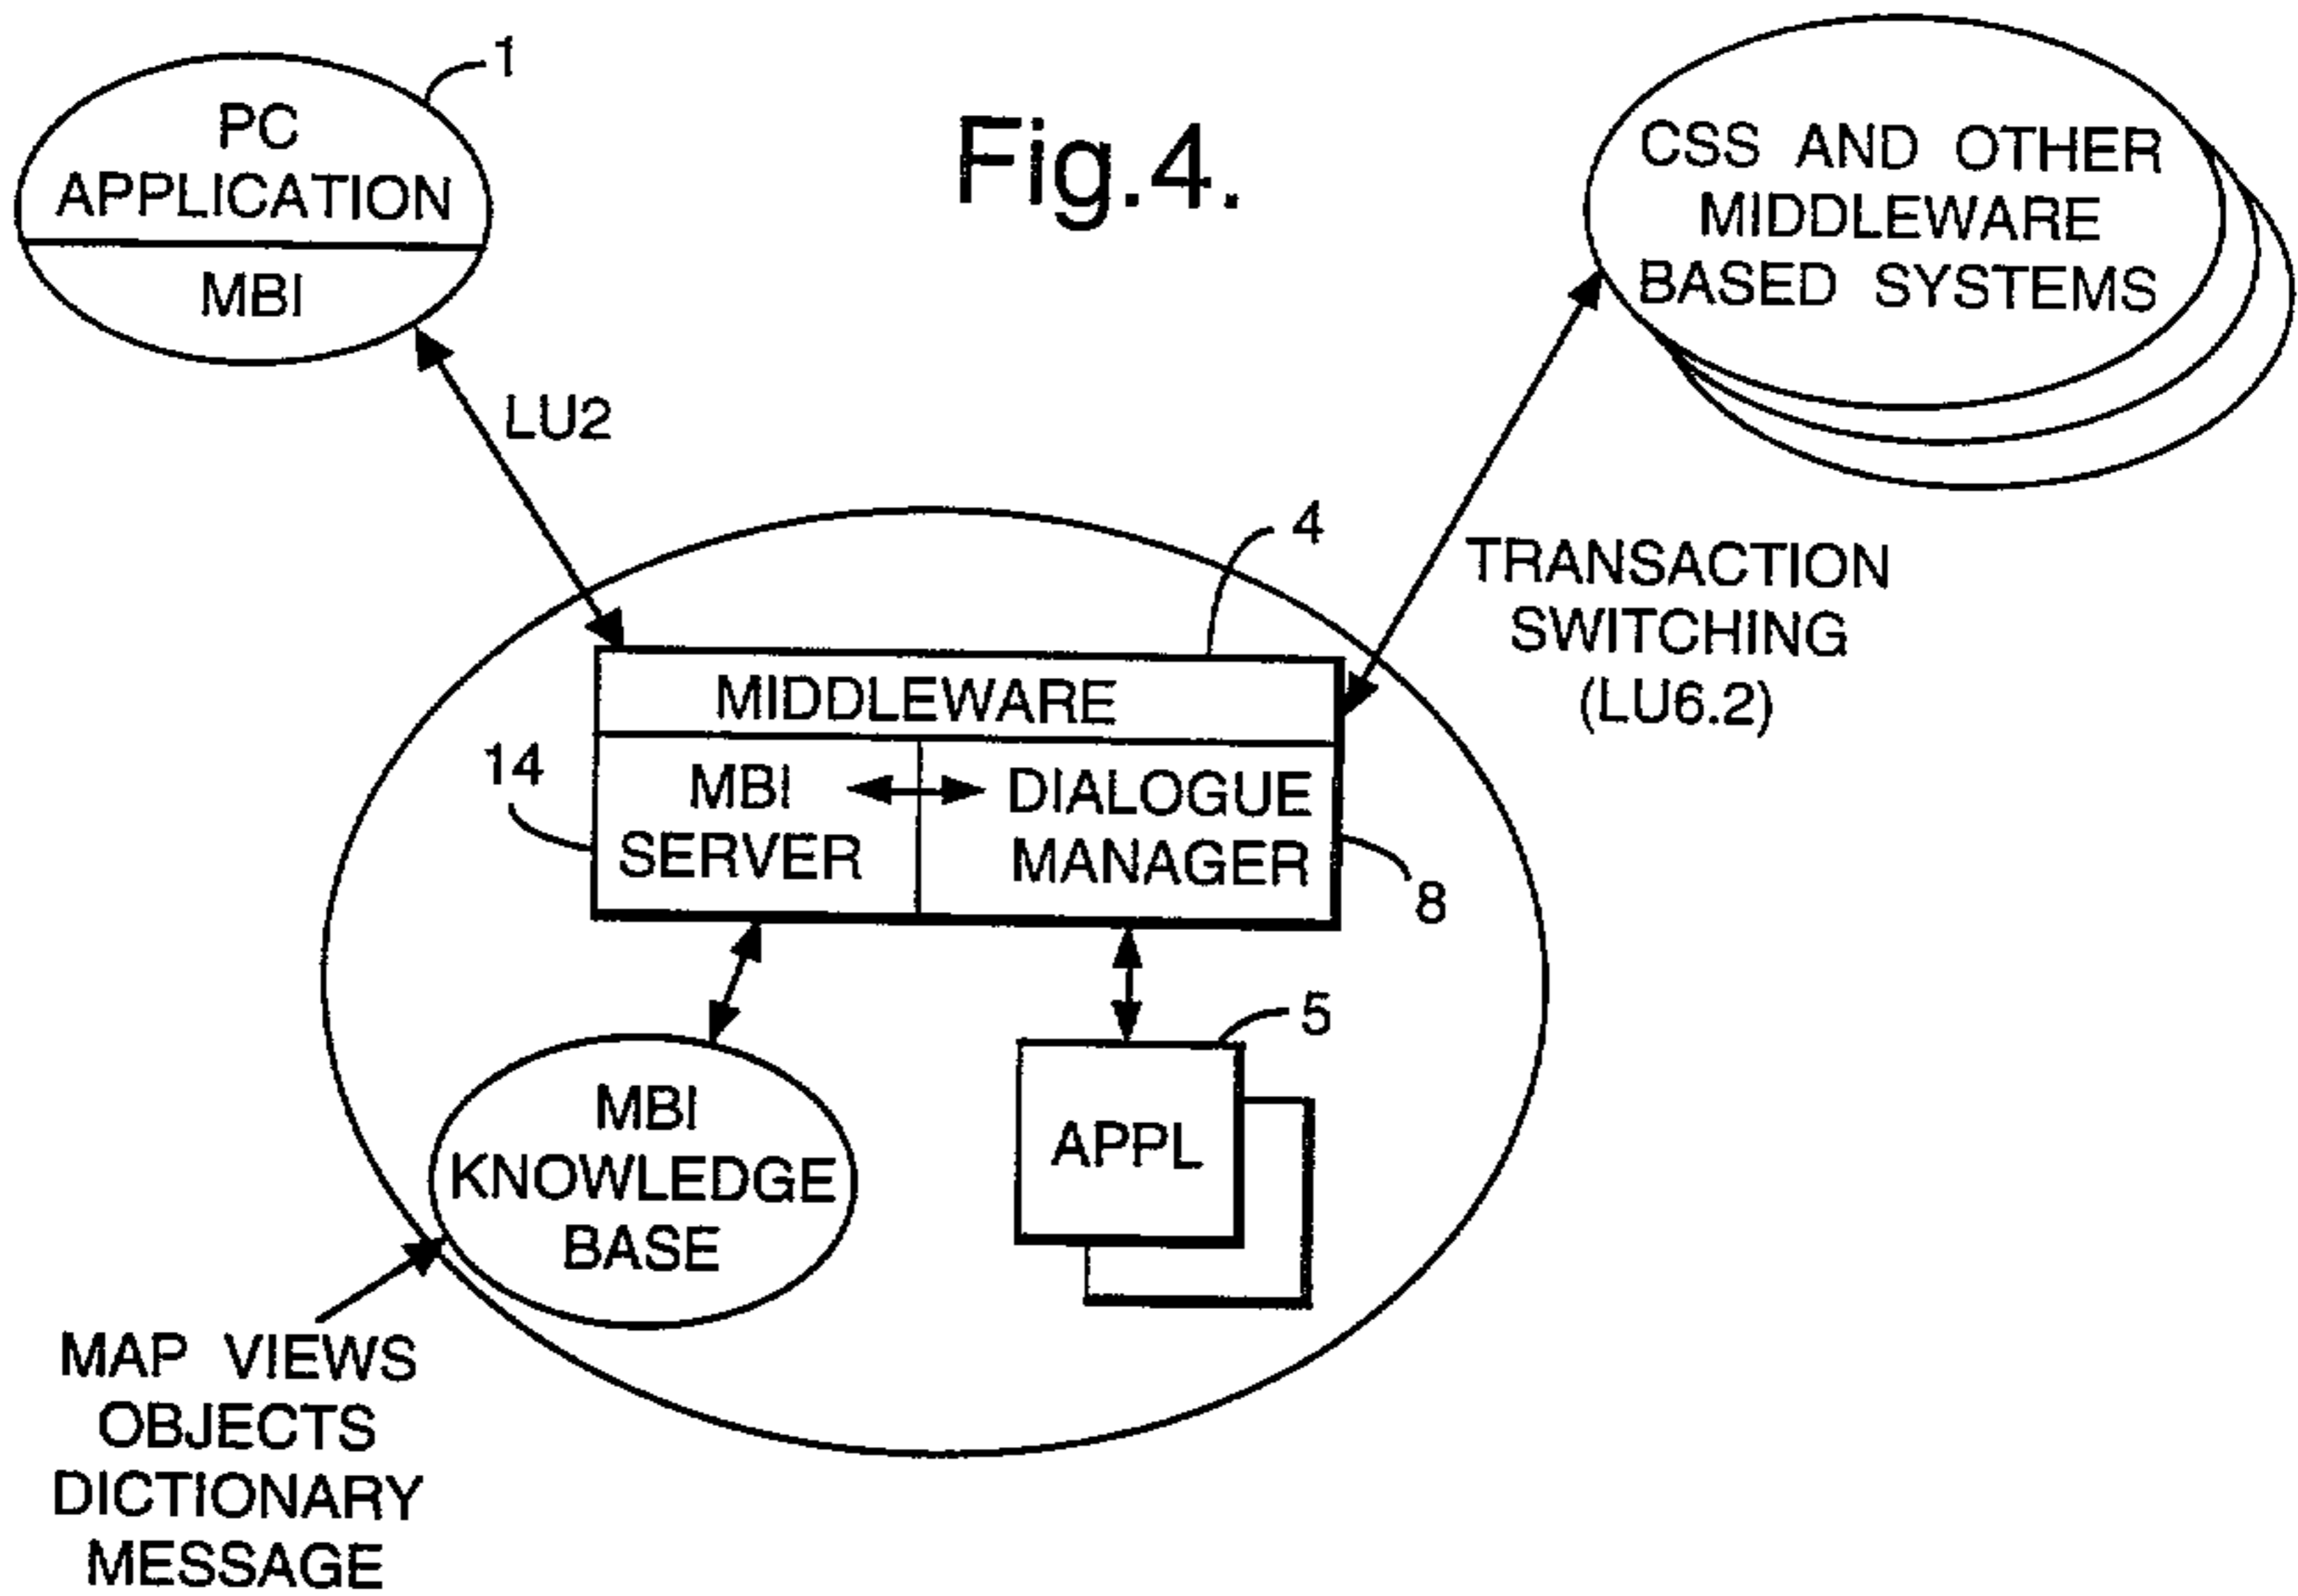 1
PC
APPLICATION
MBI
Fig.4.
CSS AND OTHER
MIDDLEWARE
BASED SYSTEMS
LU2
4
TRANSACTION
SWITCHING
(LU6.2)
MIDDLEWARE
14
MBI
SERVER
DIALOGUE
MANAGER
8
5
MBI
KNOWLEDGE
BASE
APPL
MAP VIEWS
OBJECTS
DICTIONARY
MESSAGE